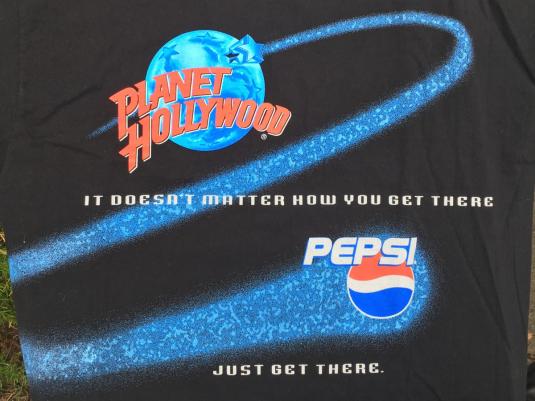 PLANET
HOLLYWOOD®
IT DOESN'T MATTER HOW YOU GET THERE
PEPSI
JUST GET THERE.